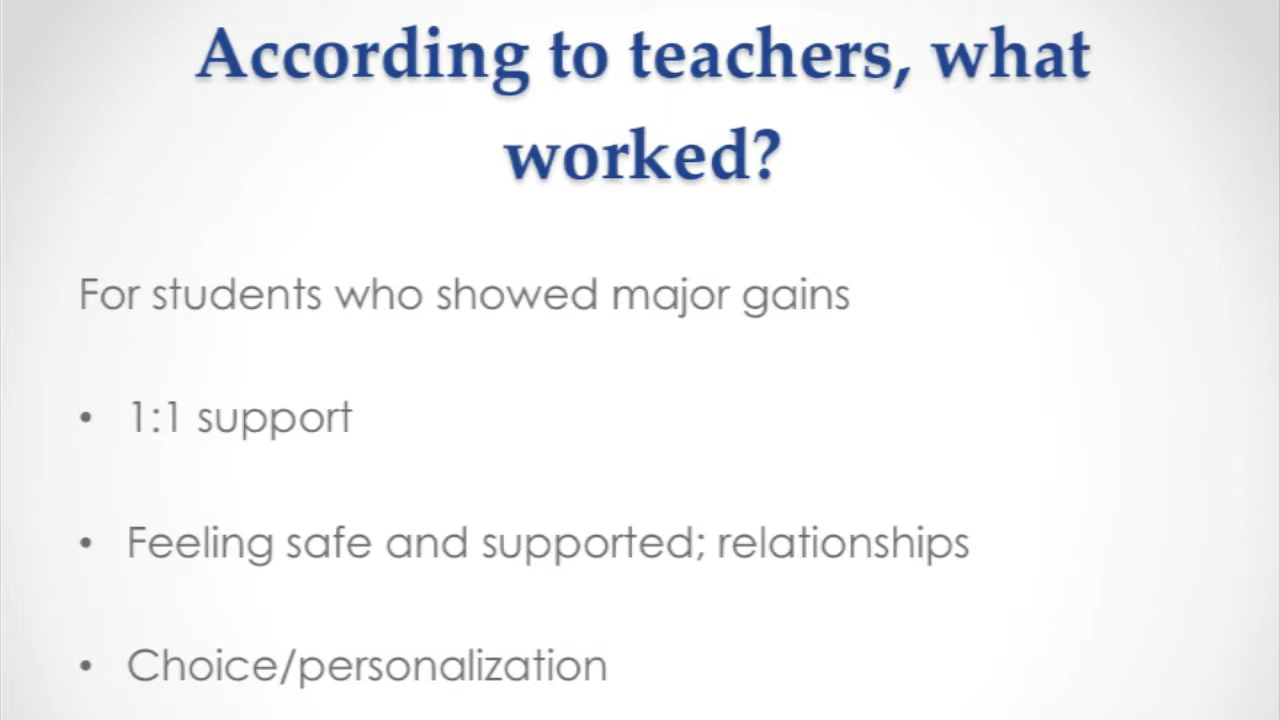 According to teachers, what
worked?
For students who showed major gains
• 1:1 support
• Feeling safe and supported; relationships
• Choice/personalization